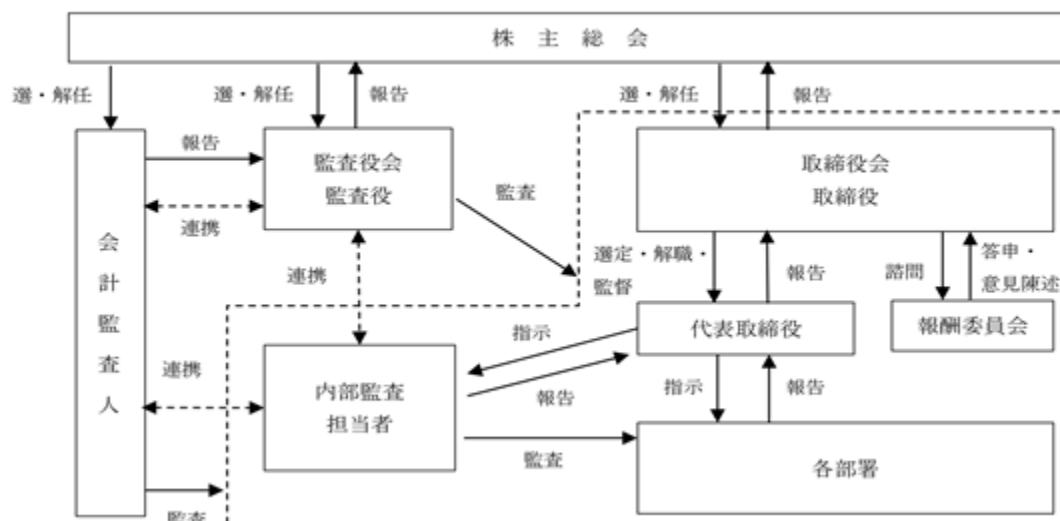 株主総会
選・解任
選・解任
報告
選・解任
報告
報告
監査役会
監査役
監査
取締役会
取締役
連携
会計監査人
連携
選定・解職・
監督
報告
諮問
答申・
意見陳述
代表取締役
報酬委員会
指示
連携
内部監査
担当者
報告
指示
報告
監査
各部署
監査